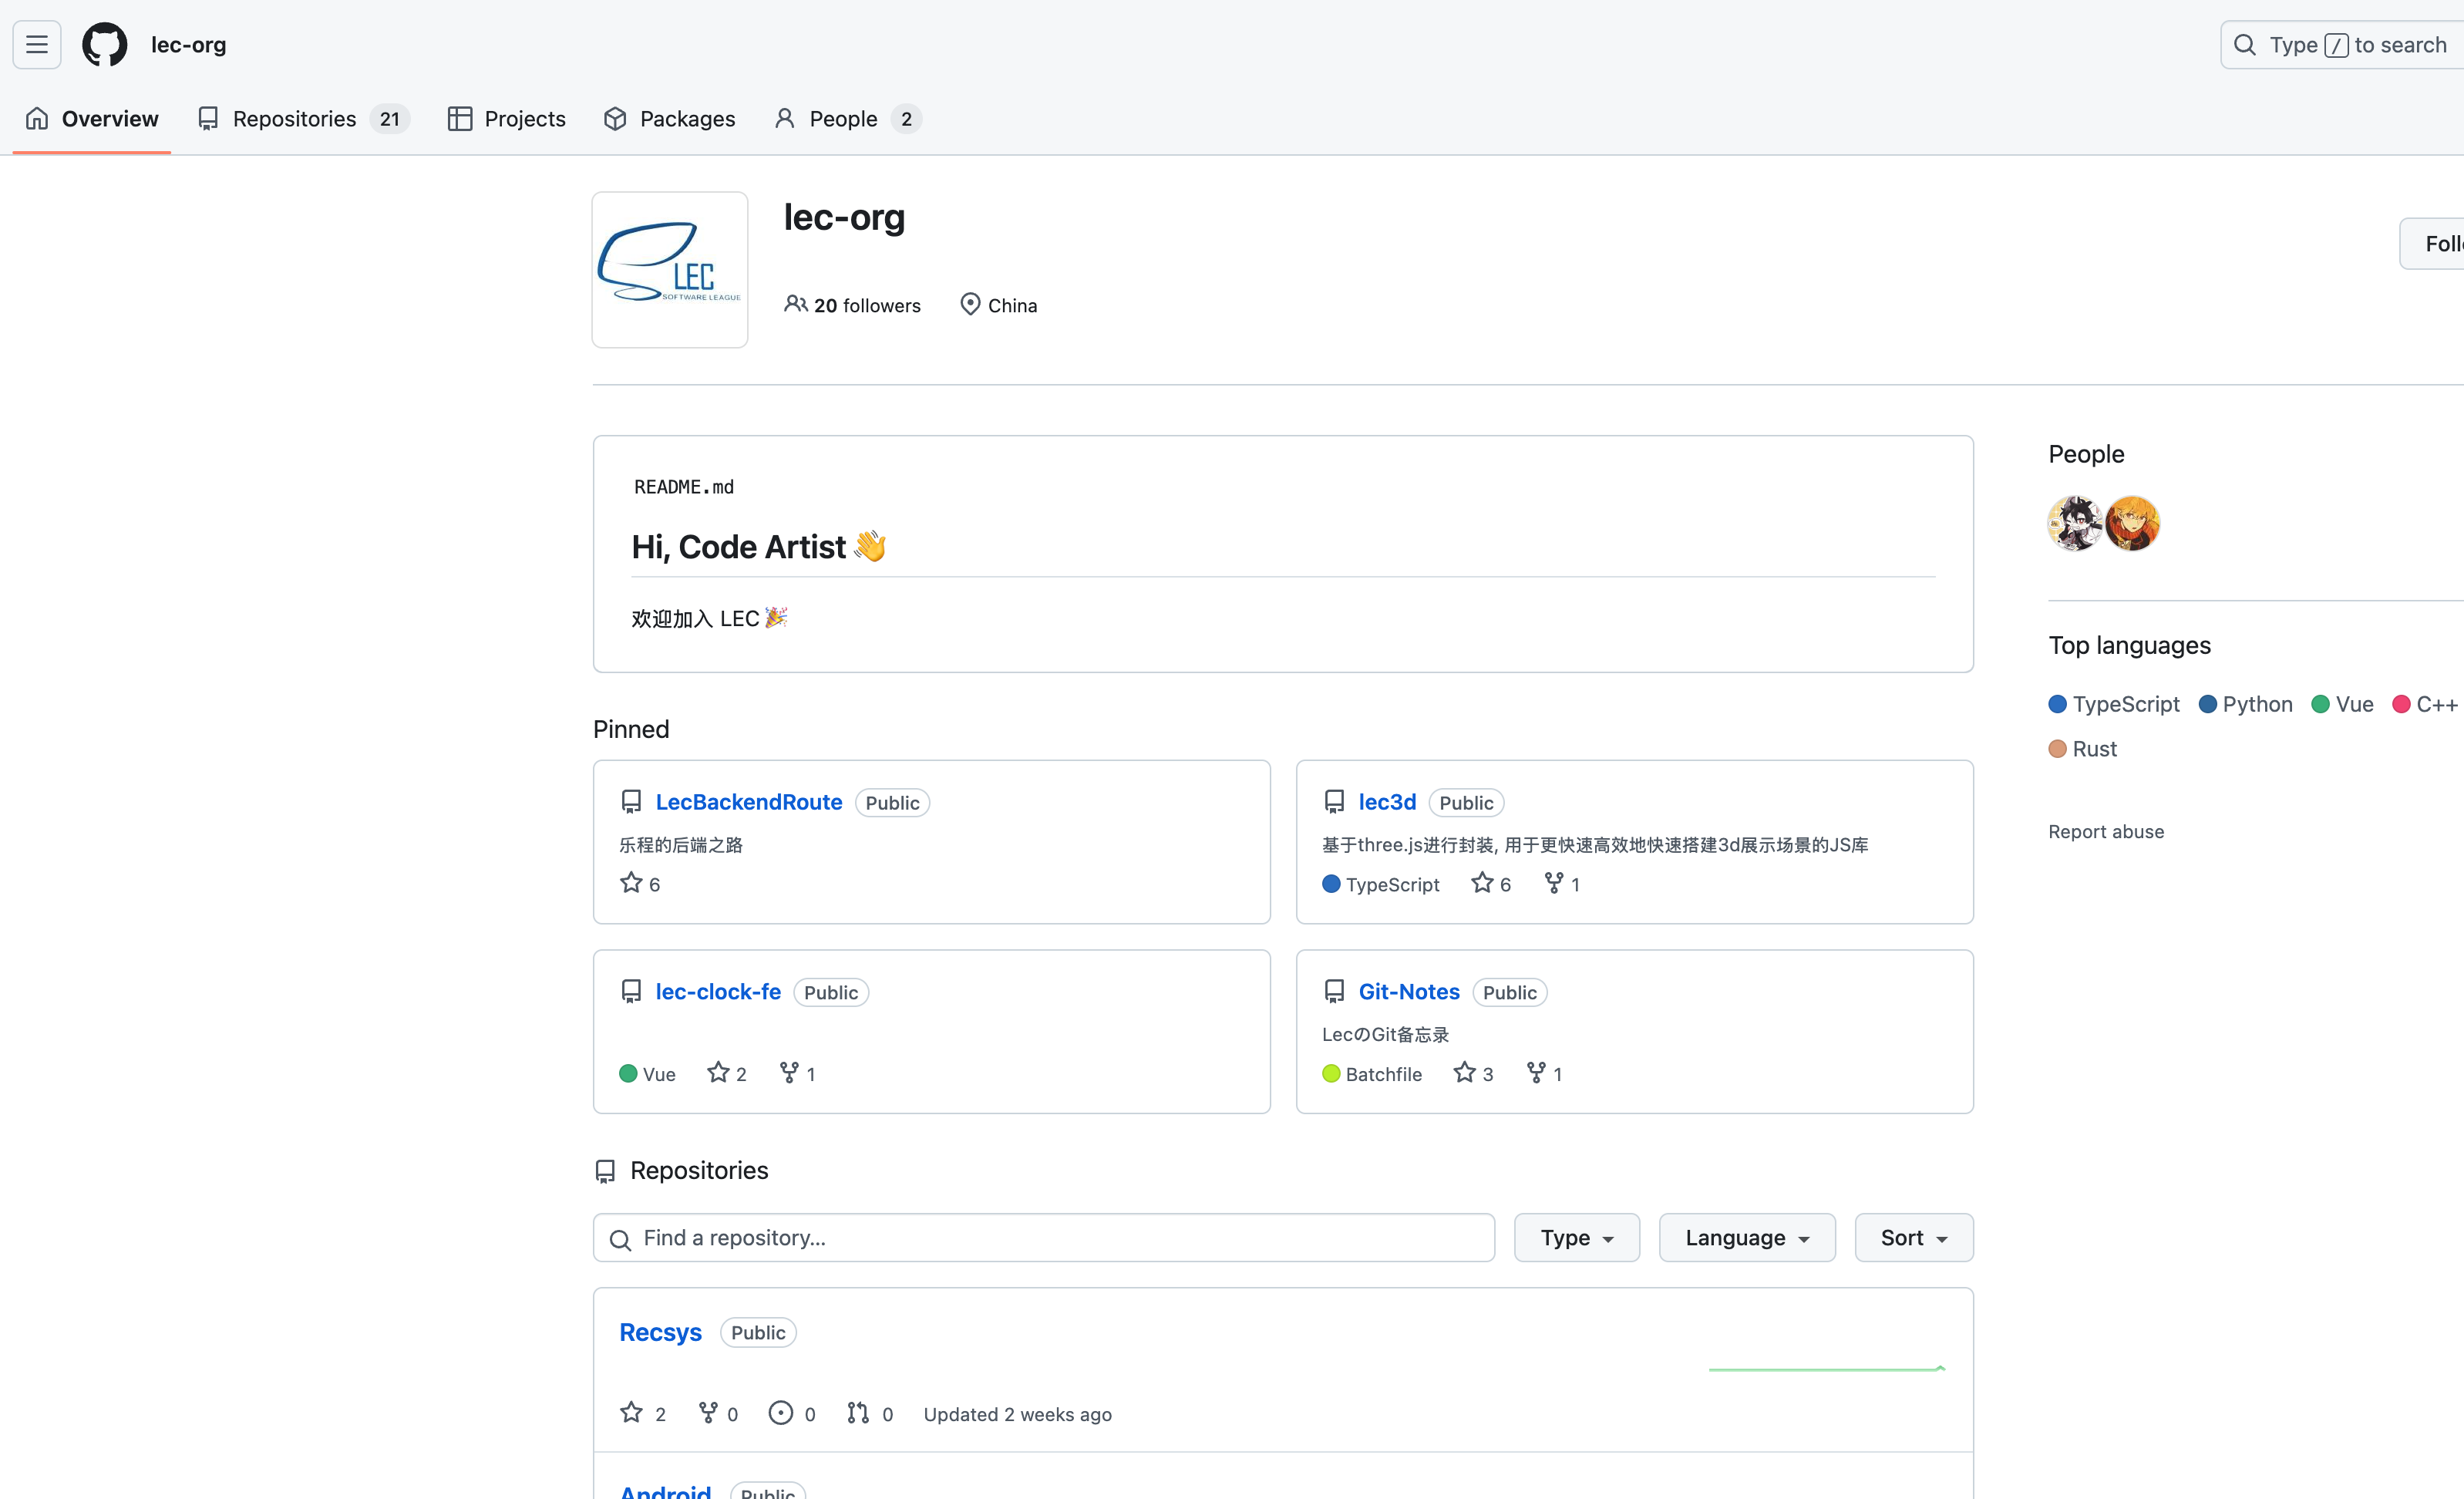 lec-org
Type / to search
Overview
Repositories 21
Projects
Packages
People 2
LEC
SOFTWARE LEAGUE
lec-org
20 followers
China
README.md
Hi, Code Artist 👋
欢迎加入 LEC 🎉
People
Top languages
TypeScript Python Vue C++
Rust
Report abuse
Pinned
LecBackendRoute Public
乐程的后端之路
6
lec3d Public
基于three.js进行封装, 用于更快速高效地快速搭建3d展示场景的JS库
TypeScript 6 1
lec-clock-fe Public
Vue 2 1
Git-Notes Public
LecのGit备忘录
Batchfile 3 1
Repositories
Find a repository...
Type
Language
Sort
Recsys Public
2 0 0 0 Updated 2 weeks ago
Android Public